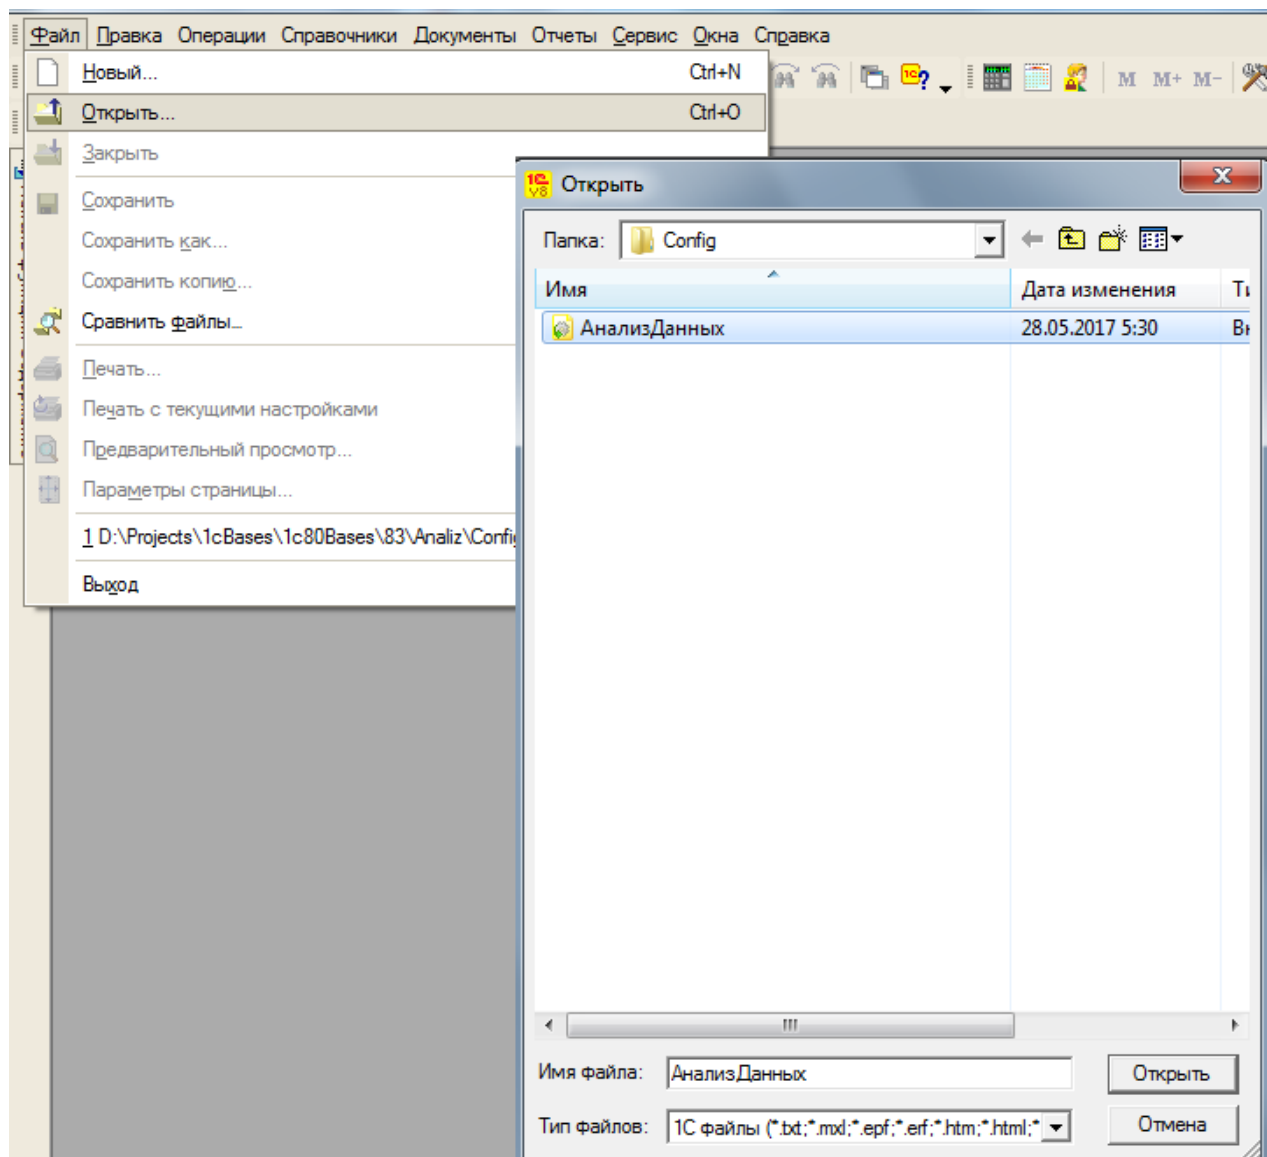 Файл Правка Операции Справочники Документы Отчеты Сервис Окна Справка
Новый... Ctrl+N
M M+ M-
Открыть... Ctrl+O
Закрыть
Открыть
Сохранить
Сохранить как...
Папка: Config
Сохранить копию...
Имя Дата изменения
Сравнить файлы...
АнализДанных 28.05.2017 5:30
Печать...
Печать с текущими настройками
Предварительный просмотр...
Параметры страницы...
1 D:\Projects\1cBases\1c80Bases\83\Analiz\Config
Выход
Имя файла: АнализДанных Открыть
Тип файлов: 1С файлы (*.txt;*.mxl;*.epf;*.erf;*.htm;*.html;* Отмена